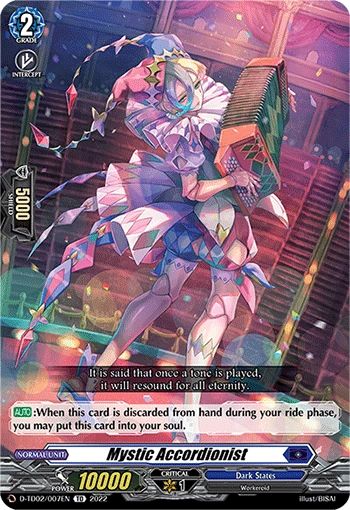 2
GRADE
INTERCEPT
5000
SHIELD
It is said that once a tone is played,
it will resound for all eternity.
AUTO:When this card is discarded from hand during your ride phase,
you may put this card into your soul.
NORMAL UNIT
Mystic Accordionist
POWER 10000
CRITICAL
1
Dark States
Workeroid
D-TD02/007EN TD 2022
illust/BISAI